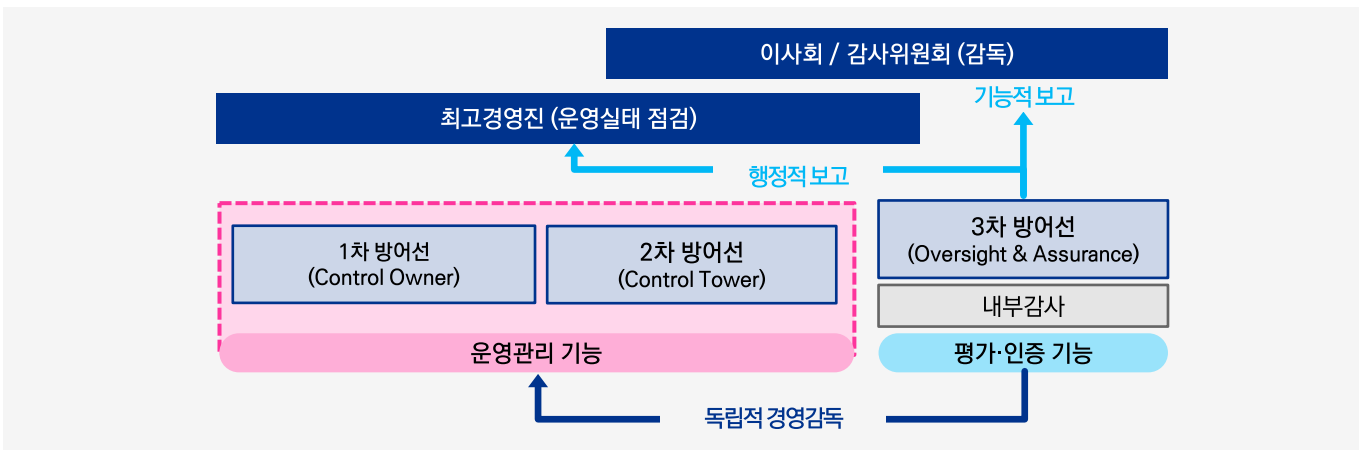 이사회 / 감사위원회 (감독)
기능적 보고
최고경영진 (운영실태 점검)
행정적 보고
1차 방어선
(Control Owner)
2차 방어선
(Control Tower)
3차 방어선
(Oversight & Assurance)
내부감사
운영관리 기능
평가·인증 기능
독립적 경영감독